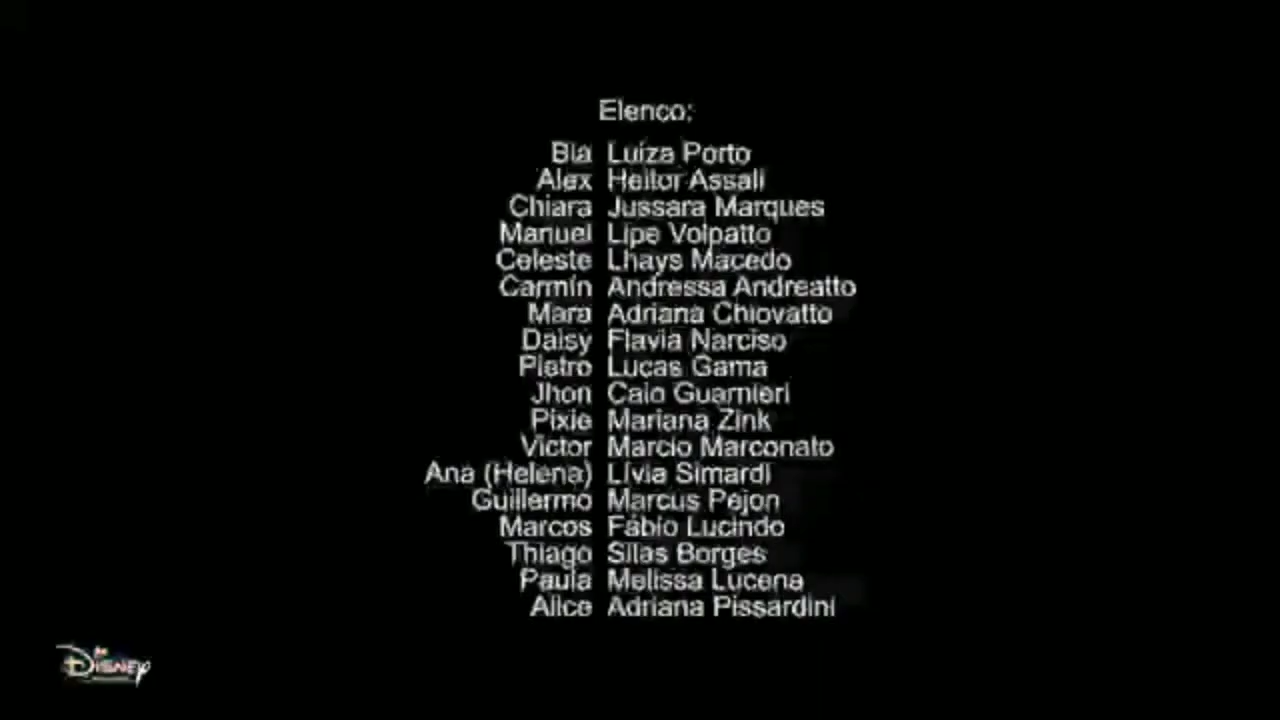 Elenco:
Bia Luiza Porto
Alex Heitor Assali
Chiara Jussara Marques
Manuel Lipe Volpatto
Celeste Lhays Macedo
Carmín Andressa Andreatto
Mara Adriana Chiovatto
Daisy Flavia Narciso
Pietro Lucas Gama
Jhon Caio Guarnieri
Pixie Mariana Zink
Victor Marcio Marconato
Ana (Helena) Lívia Simardi
Guillermo Marcus Pejon
Marcos Fábio Lucindo
Thiago Silas Borges
Paula Melissa Lucena
Alice Adriana Pissardini
Disney